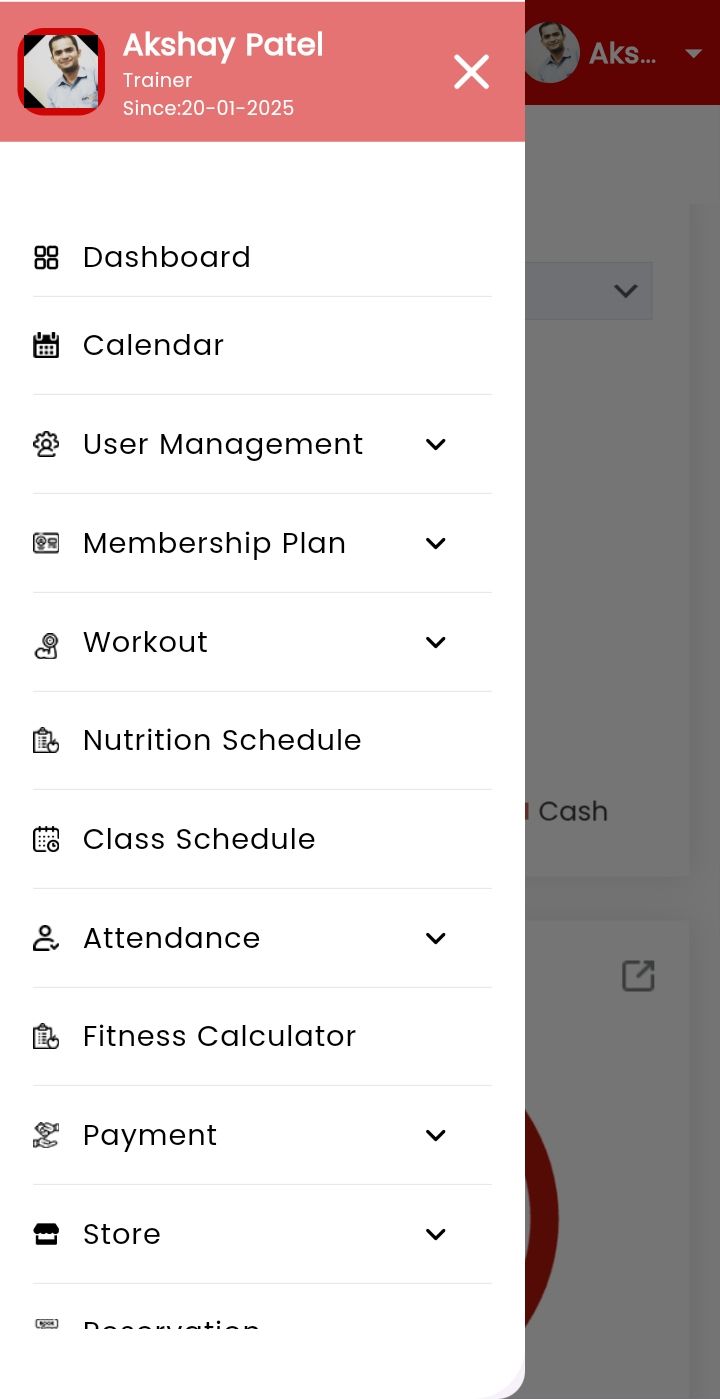 Akshay Patel
Trainer
Since:20-01-2025
Aks...
Dashboard
Calendar
User Management
Membership Plan
Workout
Nutrition Schedule
Cash
Class Schedule
Attendance
Fitness Calculator
Payment
Store
Reservation